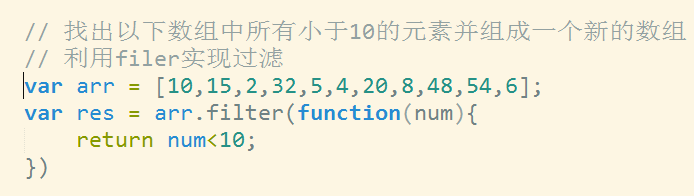 // 找出以下数组中所有小于10的元素并组成一个新的数组
// 利用filer实现过滤
var arr = [10,15,2,32,5,4,20,8,48,54,6];
var res = arr.filter(function(num){
    return num<10;
})